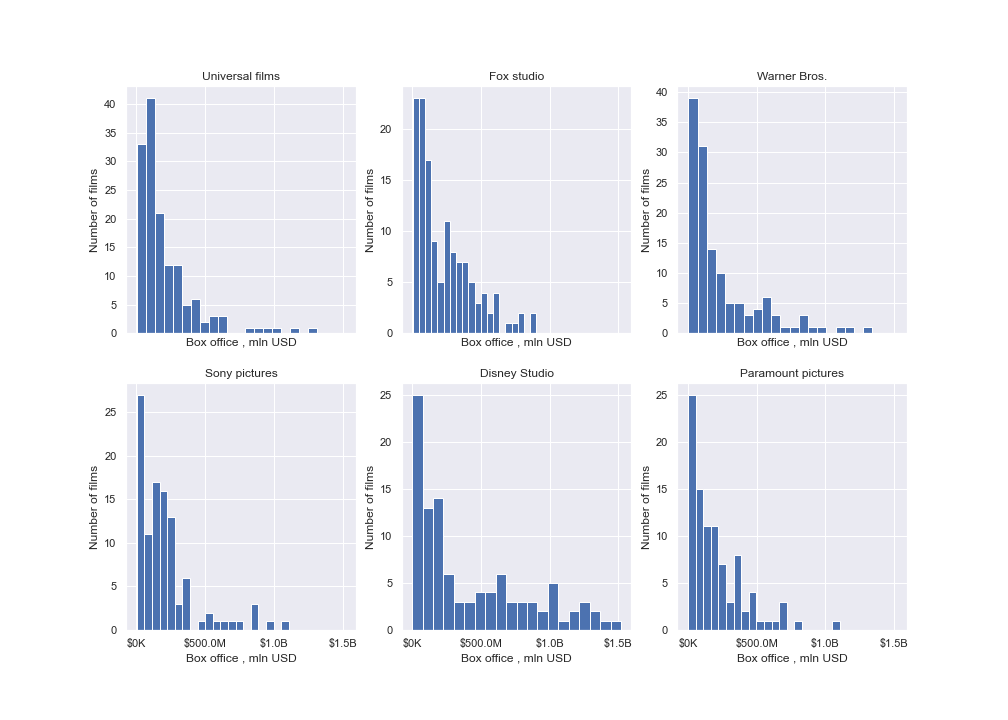 Universal films
Fox studio
Warner Bros.
Number of films
40
35
30
25
20
15
10
5
0
Box office , mln USD
Number of films
20
15
10
5
0
Box office , mln USD
Number of films
40
35
30
25
20
15
10
5
0
Box office , mln USD
Sony pictures
Disney Studio
Paramount pictures
Number of films
25
20
15
10
5
0
$0K $500.0M $1.0B $1.5B
Box office , mln USD
Number of films
25
20
15
10
5
0
$0K $500.0M $1.0B $1.5B
Box office , mln USD
Number of films
25
20
15
10
5
0
$0K $500.0M $1.0B $1.5B
Box office , mln USD